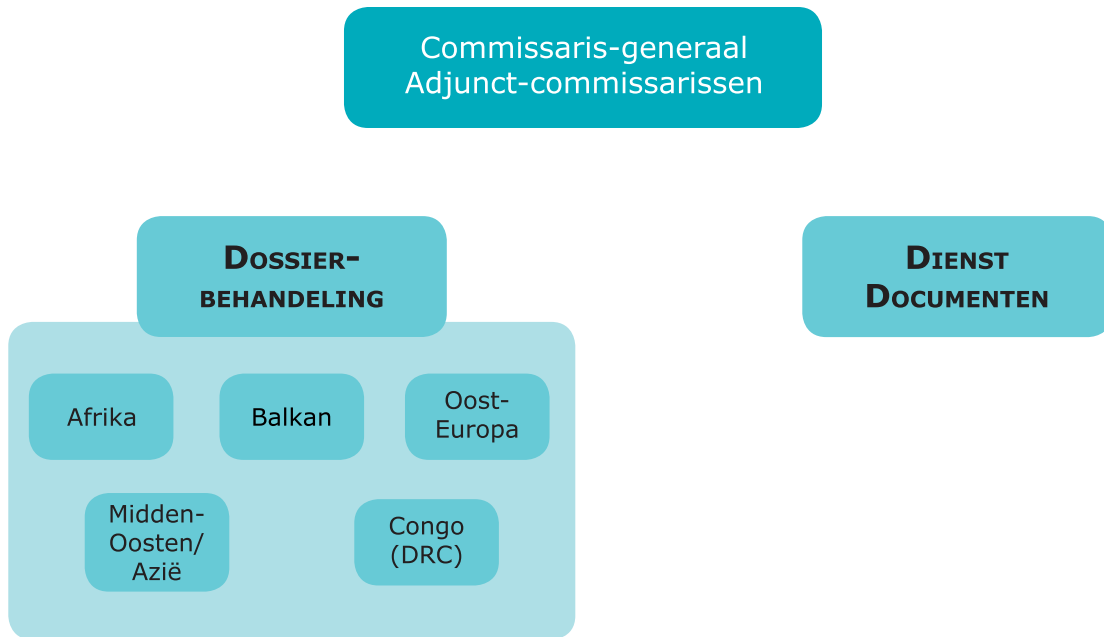 Commissaris-generaal
Adjunct-commissarissen
Dossier-
behandeling
Dienst
Documenten
Afrika
Balkan
Oost-
Europa
Midden-
Oosten/
Azië
Congo
(DRC)